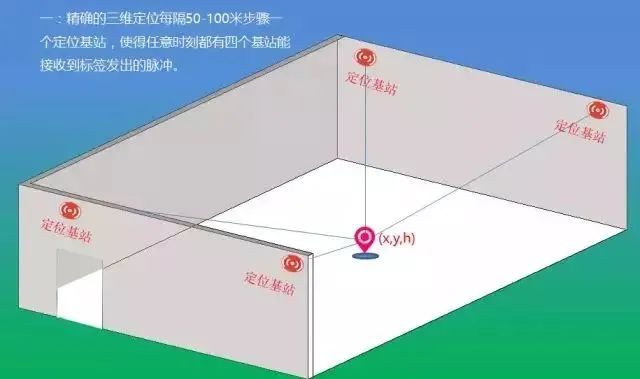 一：精确的三维定位每隔50-100米步骤一
个定位基站，使得任意时刻都有四个基站能
接收到标签发出的脉冲。
定位基站
定位基站
定位基站
(x,y,h)
定位基站